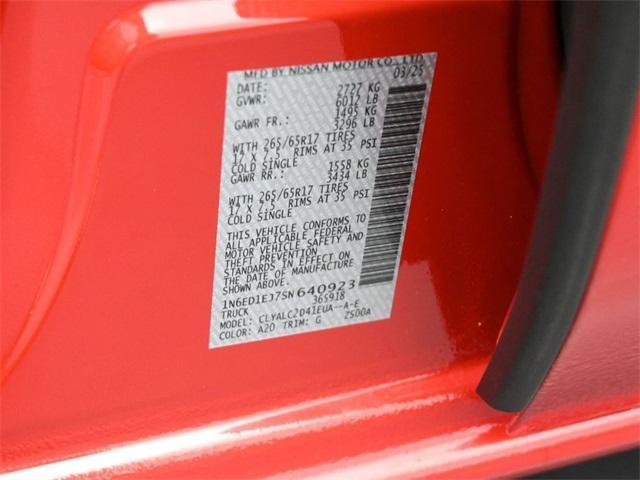 MFD BY NISSAN MOTOR CO., LTD.
DATE: 03/25
GVWR: 2727 KG
6012 LB
GAWR FR.: 1495 KG
3296 LB
WITH 265/65R17 TIRES
17 X 7.5 RIMS AT 35 PSI
COLD SINGLE
GAWR RR.: 1558 KG
3434 LB
WITH 265/65R17 TIRES
17 X 7.5 RIMS AT 35 PSI
COLD SINGLE
THIS VEHICLE CONFORMS TO
ALL APPLICABLE FEDERAL
MOTOR VEHICLE SAFETY AND
THEFT PREVENTION
STANDARDS IN EFFECT ON
THE DATE OF MANUFACTURE
SHOWN ABOVE.
1N6ED1EJ7SN640923
TRUCK 365918
MODEL: CLYALC2D41EUA--A-E
COLOR: A20 TRIM: G ZS00A